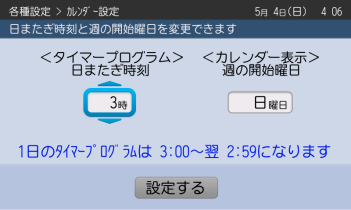 各種設定 > ｶﾚﾝﾀﾞｰ設定 5月 4日(日) 4 06
日またぎ時刻と週の開始曜日を変更できます
＜タイマープログラム＞ ＜カレンダー表示＞
日またぎ時刻 週の開始曜日
3時 日曜日
1日のﾀｲﾏｰﾌﾟﾛｸﾞﾗﾑは 3:00～翌 2:59になります
設定する